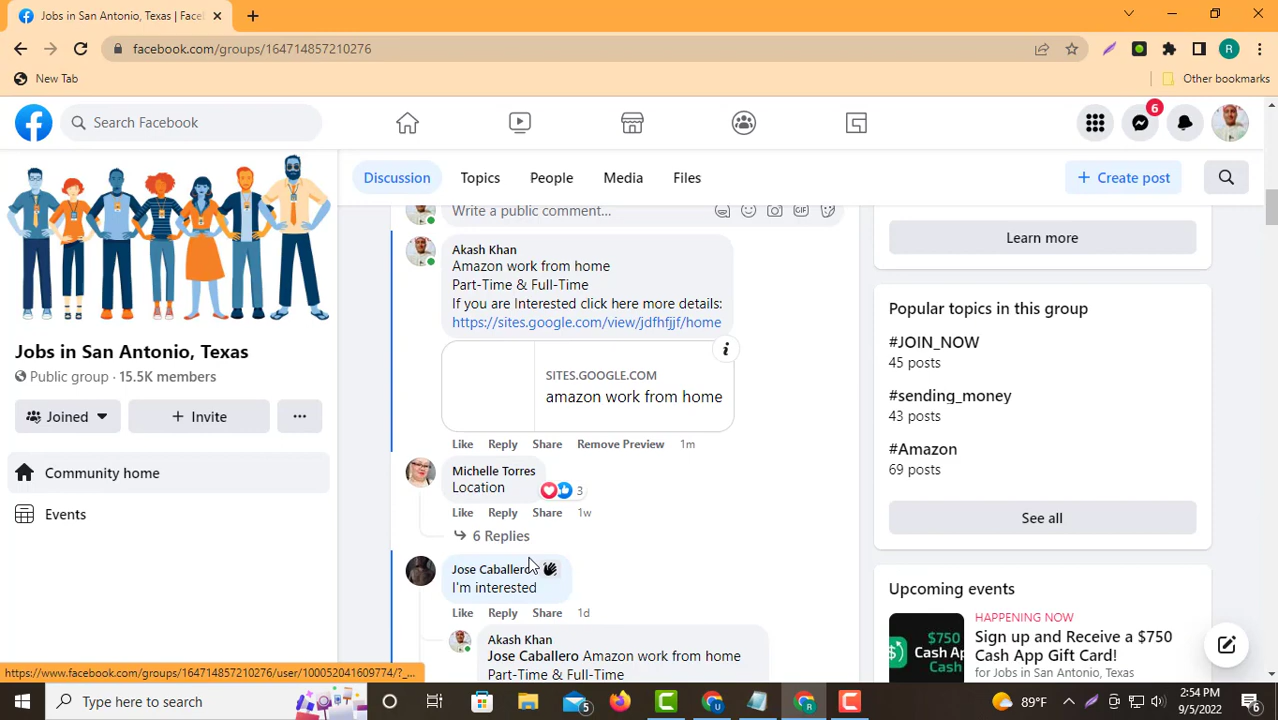 Jobs in San Antonio, Texas | Face
facebook.com/groups/164714857210276
R
New Tab
Other bookmarks
Search Facebook
6
Discussion
Topics
People
Media
Files
+ Create post
Write a public comment...
GIF
Learn more
Akash Khan
Amazon work from home
Part-Time & Full-Time
If you are Interested click here more details:
https://sites.google.com/view/jdfhfjjf/home
SITES.GOOGLE.COM
amazon work from home
Like Reply Share Remove Preview 1m
Michelle Torres
Location
3
Like Reply Share 1w
6 Replies
Jose Caballero
I'm interested
Like Reply Share 1d
Akash Khan
Jose Caballero Amazon work from home
Part-Time & Full-Time
Jobs in San Antonio, Texas
Public group · 15.5K members
Joined
+ Invite
Community home
Events
Popular topics in this group
#JOIN_NOW
45 posts
#sending_money
43 posts
#Amazon
69 posts
See all
Upcoming events
HAPPENING NOW
Sign up and Receive a $750
Cash App Gift Card!
for Jobs in San Antonio, Texas
$750
Cash Ap
https://www.facebook.com/groups/164714857210276/user/100052041609774/?_...
Type here to search
5
U
R
89°F
2:54 PM
9/5/2022
6